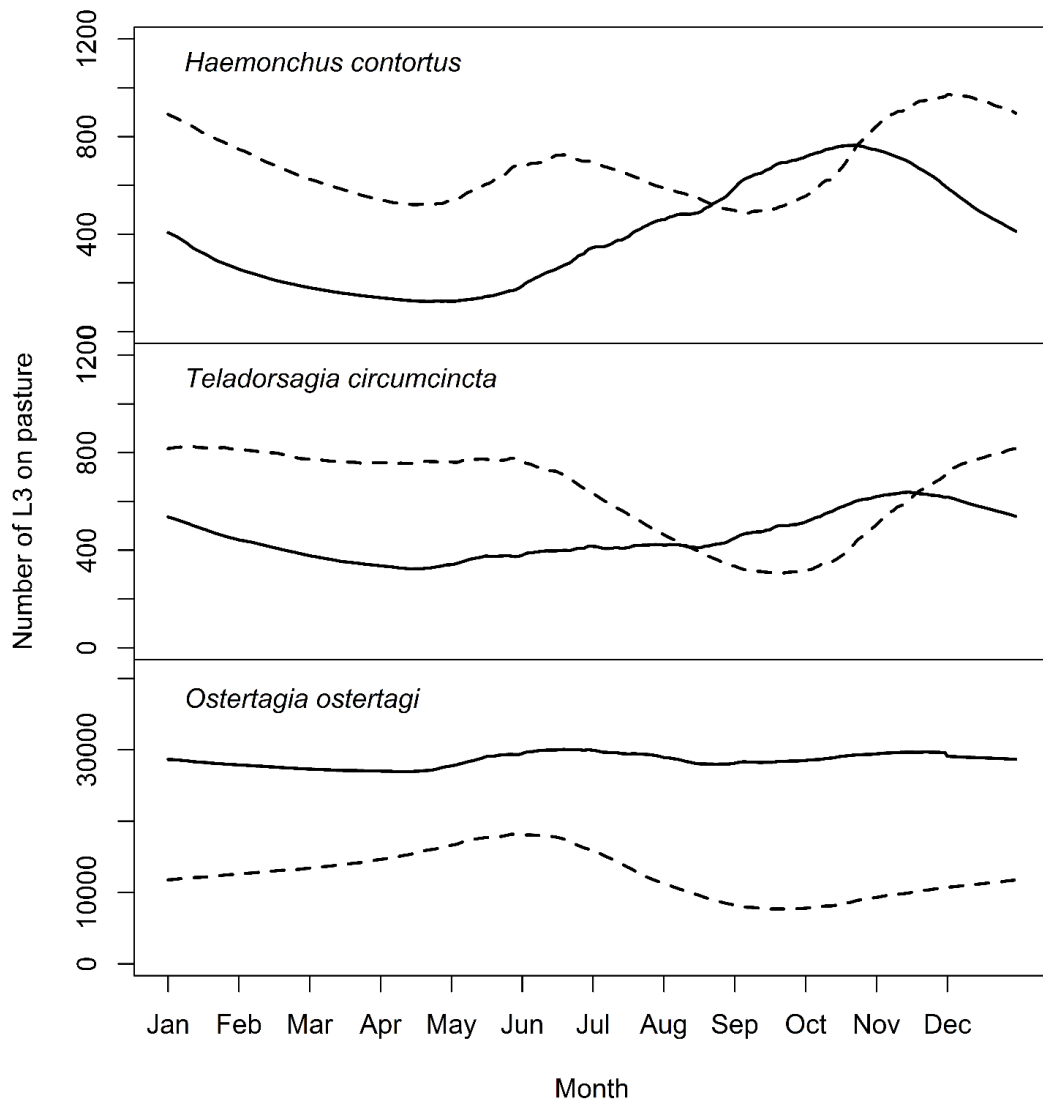 Number of L3 on pasture
Haemonchus contortus
1200
800
400
Teladorsagia circumcincta
1200
800
400
0
Ostertagia ostertagi
30000
10000
0
Jan Feb Mar Apr May Jun Jul Aug Sep Oct Nov Dec
Month